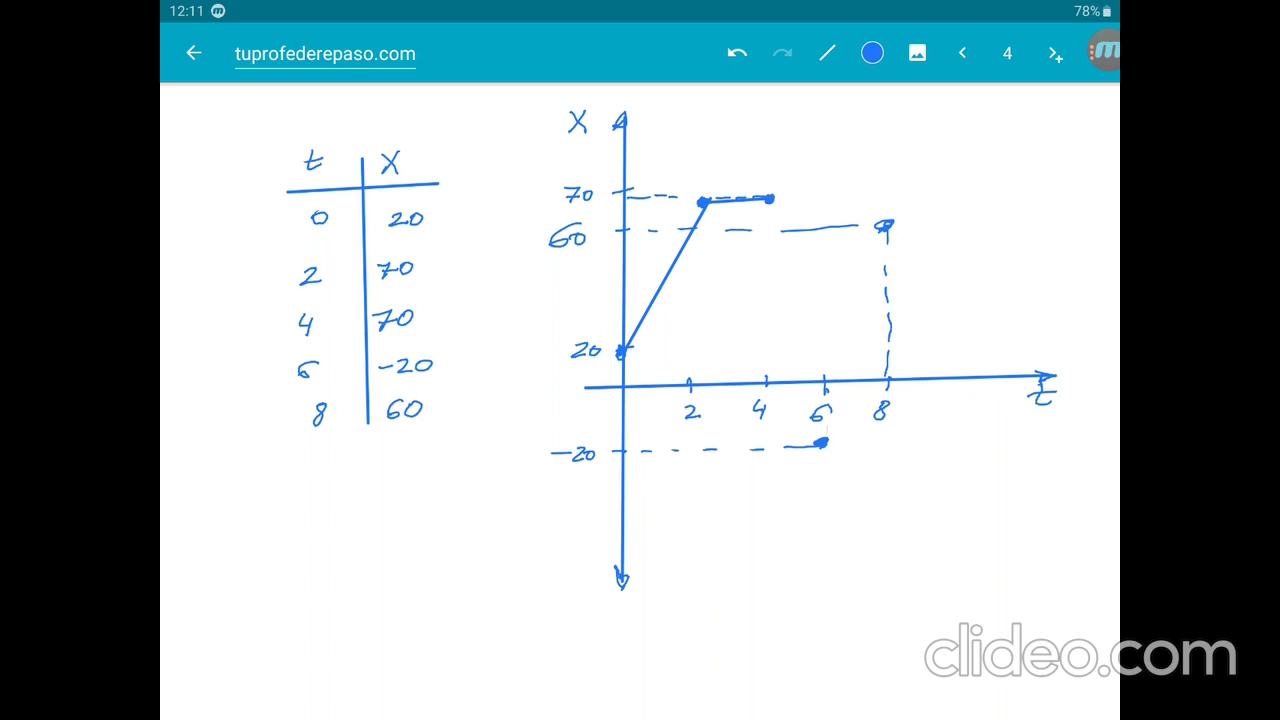 12:11 m 78%
tuprofederepaso.com 4
t X
0 20
2 70
4 70
6 -20
8 60
X
70
60
20
2 4 6 8 t
-20
clideo.com